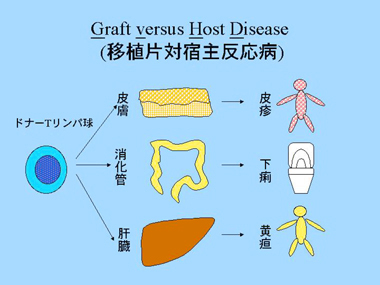 Graft versus Host Disease
(移植片対宿主反応病)
ドナーTリンパ球
皮膚
皮疹
消化管
下痢
肝臓
黄疸